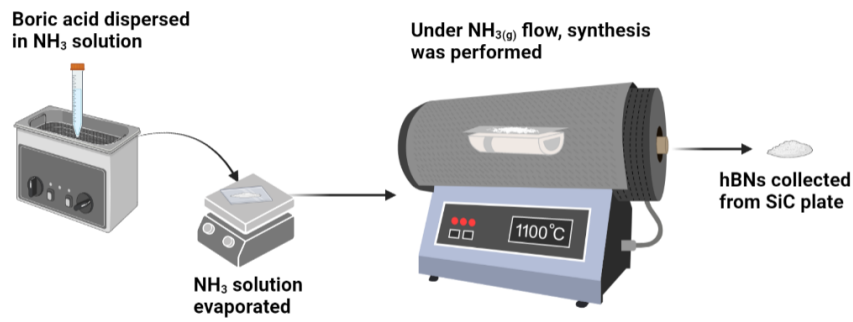 Boric acid dispersed
in NH₃ solution
NH₃ solution
evaporated
Under NH₃₍g₎ flow, synthesis
was performed
1100°C
hBNs collected
from SiC plate